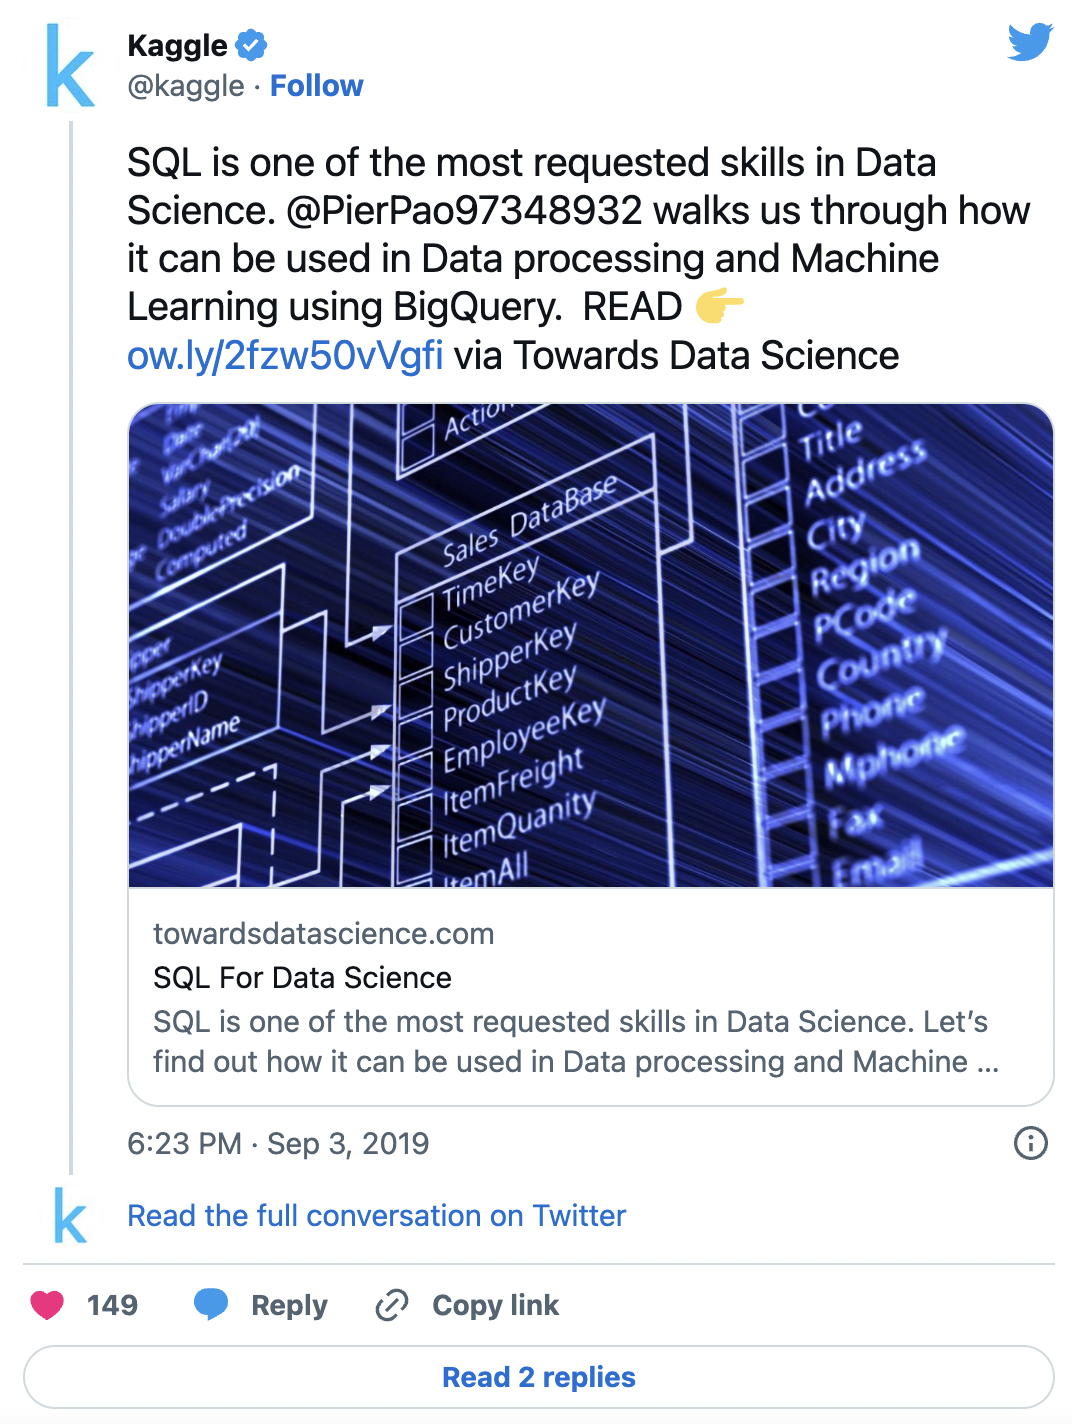 k
Kaggle
@kaggle · Follow
SQL is one of the most requested skills in Data
Science. @PierPao97348932 walks us through how
it can be used in Data processing and Machine
Learning using BigQuery. READ 👉
ow.ly/2fzw50vVgfi via Towards Data Science
Date
VarChar(20)
Salary
DoublePrecision
Computed
ShipperKey
ShipperID
ShipperName
Action
Sales DataBase
TimeKey
CustomerKey
ShipperKey
ProductKey
EmployeeKey
ItemFreight
ItemQuanity
ItemAll
Title
Address
City
Region
PCode
Country
Phone
Mphone
Fax
Email
towardsdatascience.com
SQL For Data Science
SQL is one of the most requested skills in Data Science. Let’s
find out how it can be used in Data processing and Machine ...
6:23 PM · Sep 3, 2019
k
Read the full conversation on Twitter
149 Reply Copy link
Read 2 replies